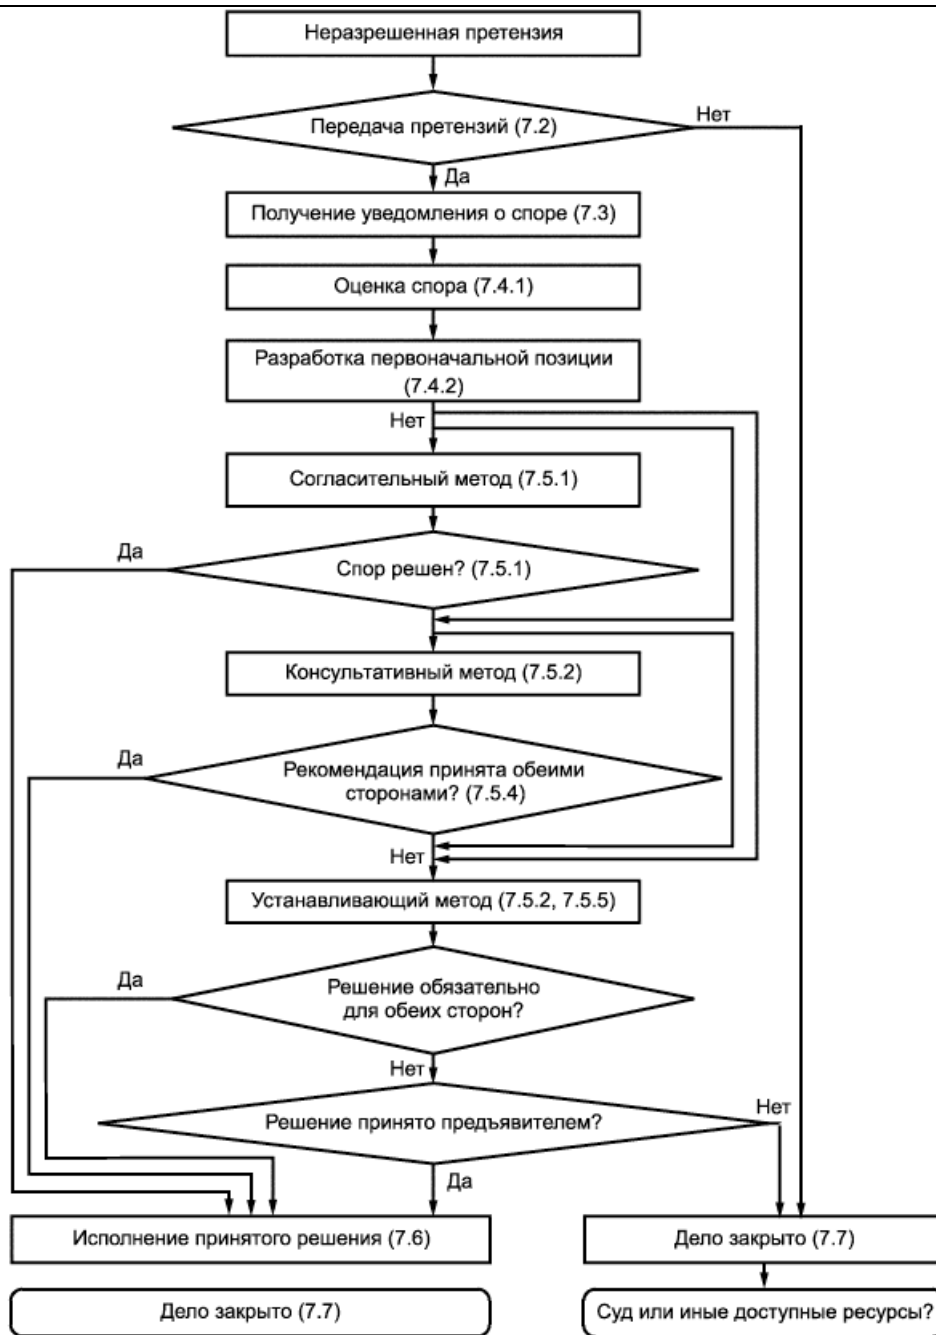 Неразрешенная претензия
Передача претензий (7.2)
Нет
Да
Получение уведомления о споре (7.3)
Оценка спора (7.4.1)
Разработка первоначальной позиции
(7.4.2)
Нет
Согласительный метод (7.5.1)
Да
Спор решен? (7.5.1)
Консультативный метод (7.5.2)
Да
Рекомендация принята обеими
сторонами? (7.5.4)
Нет
Устанавливающий метод (7.5.2, 7.5.5)
Да
Решение обязательно
для обеих сторон?
Нет
Решение принято предъявителем?
Нет
Да
Исполнение принятого решения (7.6)
Дело закрыто (7.7)
Дело закрыто (7.7)
Суд или иные доступные ресурсы?